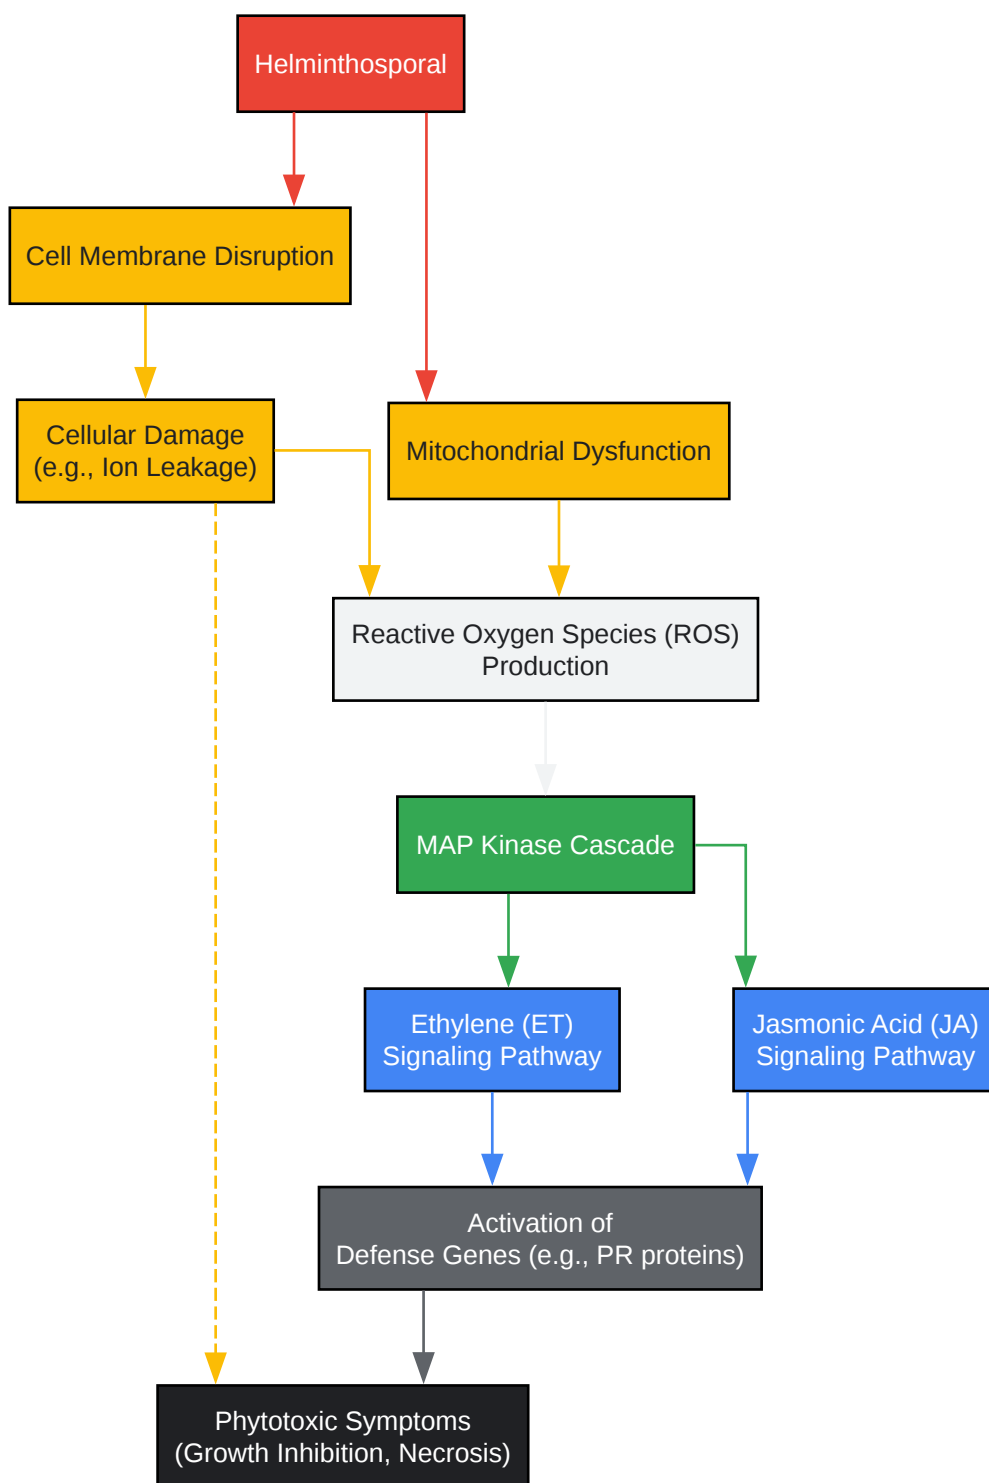 Helminthosporal
Cell Membrane Disruption
Cellular Damage
(e.g., Ion Leakage)
Mitochondrial Dysfunction
Reactive Oxygen Species (ROS)
Production
MAP Kinase Cascade
Ethylene (ET)
Signaling Pathway
Jasmonic Acid (JA)
Signaling Pathway
Activation of
Defense Genes (e.g., PR proteins)
Phytotoxic Symptoms
(Growth Inhibition, Necrosis)